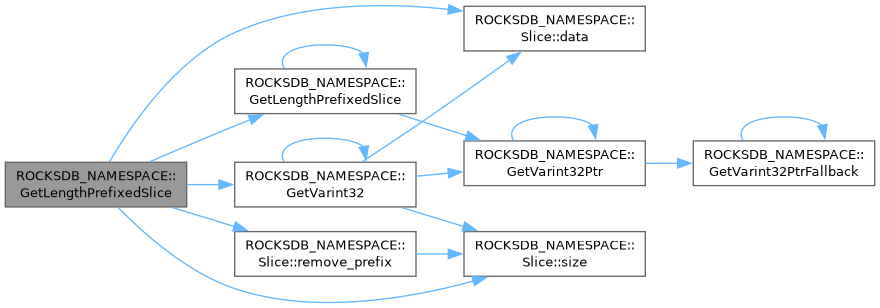 ROCKSDB_NAMESPACE::
GetLengthPrefixedSlice
ROCKSDB_NAMESPACE::
GetLengthPrefixedSlice
ROCKSDB_NAMESPACE::
GetVarint32
ROCKSDB_NAMESPACE::
Slice::remove_prefix
ROCKSDB_NAMESPACE::
Slice::data
ROCKSDB_NAMESPACE::
GetVarint32Ptr
ROCKSDB_NAMESPACE::
Slice::size
ROCKSDB_NAMESPACE::
GetVarint32PtrFallback